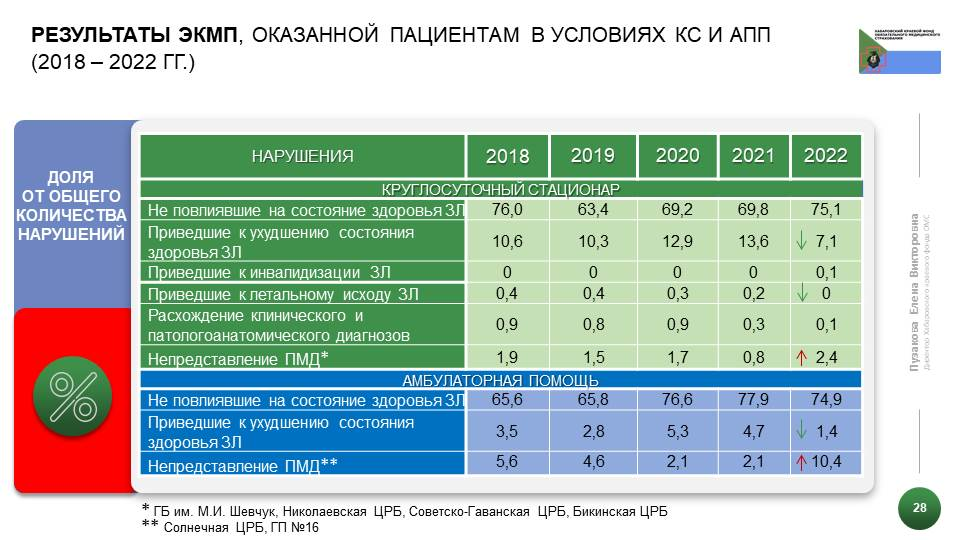 РЕЗУЛЬТАТЫ ЭКМП, ОКАЗАННОЙ ПАЦИЕНТАМ В УСЛОВИЯХ КС И АПП
(2018 – 2022 ГГ.)
ХАБАРОВСКИЙ КРАЕВОЙ ФОНД
ОБЯЗАТЕЛЬНОГО МЕДИЦИНСКОГО
СТРАХОВАНИЯ
ДОЛЯ
ОТ ОБЩЕГО
КОЛИЧЕСТВА
НАРУШЕНИЙ
%
НАРУШЕНИЯ 2018 2019 2020 2021 2022
КРУГЛОСУТОЧНЫЙ СТАЦИОНАР
Не повлиявшие на состояние здоровья ЗЛ 76,0 63,4 69,2 69,8 75,1
Приведшие к ухудшению состояния
здоровья ЗЛ 10,6 10,3 12,9 13,6 ↓ 7,1
Приведшие к инвалидизации ЗЛ 0 0 0 0 0,1
Приведшие к летальному исходу ЗЛ 0,4 0,4 0,3 0,2 ↓ 0
Расхождение клинического и
патологоанатомического диагнозов 0,9 0,8 0,9 0,3 0,1
Непредставление ПМД* 1,9 1,5 1,7 0,8 ↑ 2,4
АМБУЛАТОРНАЯ ПОМОЩЬ
Не повлиявшие на состояние здоровья ЗЛ 65,6 65,8 76,6 77,9 74,9
Приведшие к ухудшению состояния
здоровья ЗЛ 3,5 2,8 5,3 4,7 ↓ 1,4
Непредставление ПМД** 5,6 4,6 2,1 2,1 ↑ 10,4
* ГБ им. М.И. Шевчук, Николаевская ЦРБ, Советско-Гаванская ЦРБ, Бикинская ЦРБ
** Солнечная ЦРБ, ГП №16
Пузакова Елена Викторовна
Директор Хабаровского краевого фонда ОМС
28